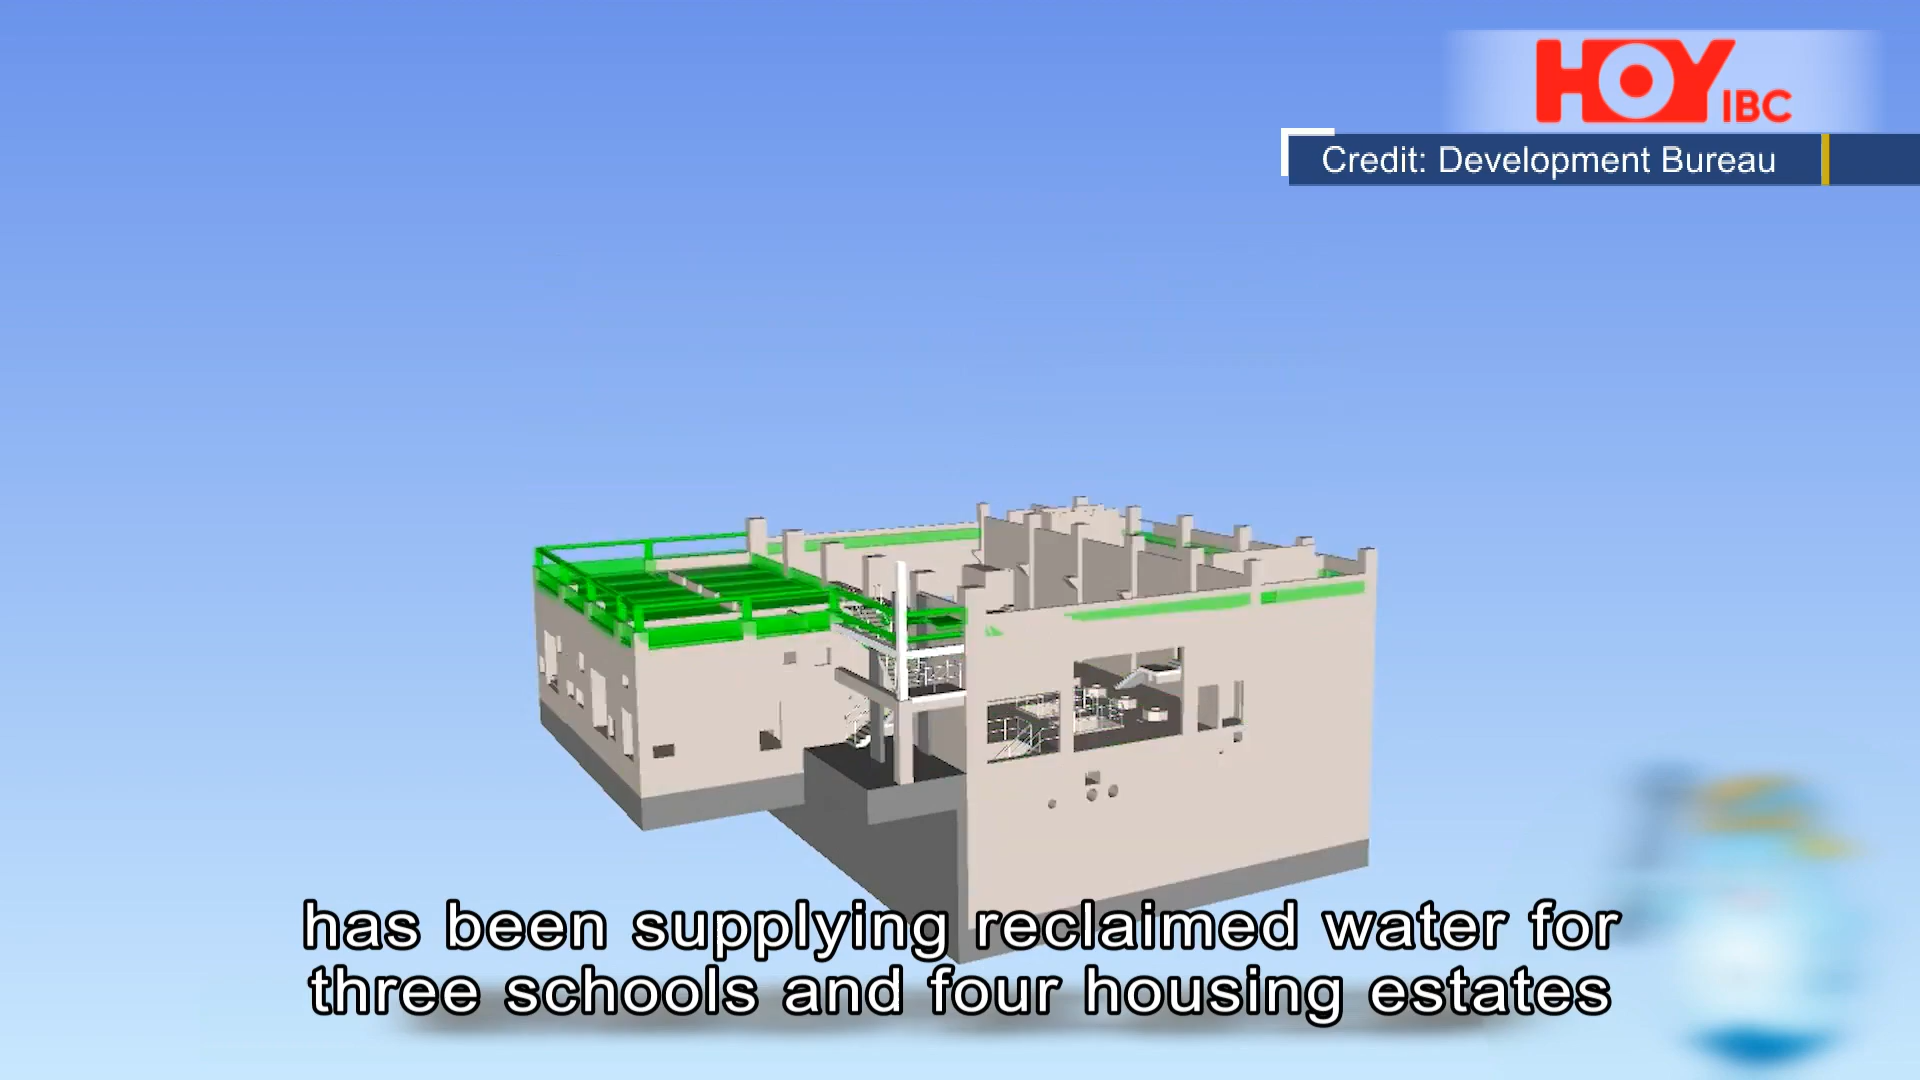 HOY IBC
Credit: Development Bureau
has been supplying reclaimed water for
three schools and four housing estates